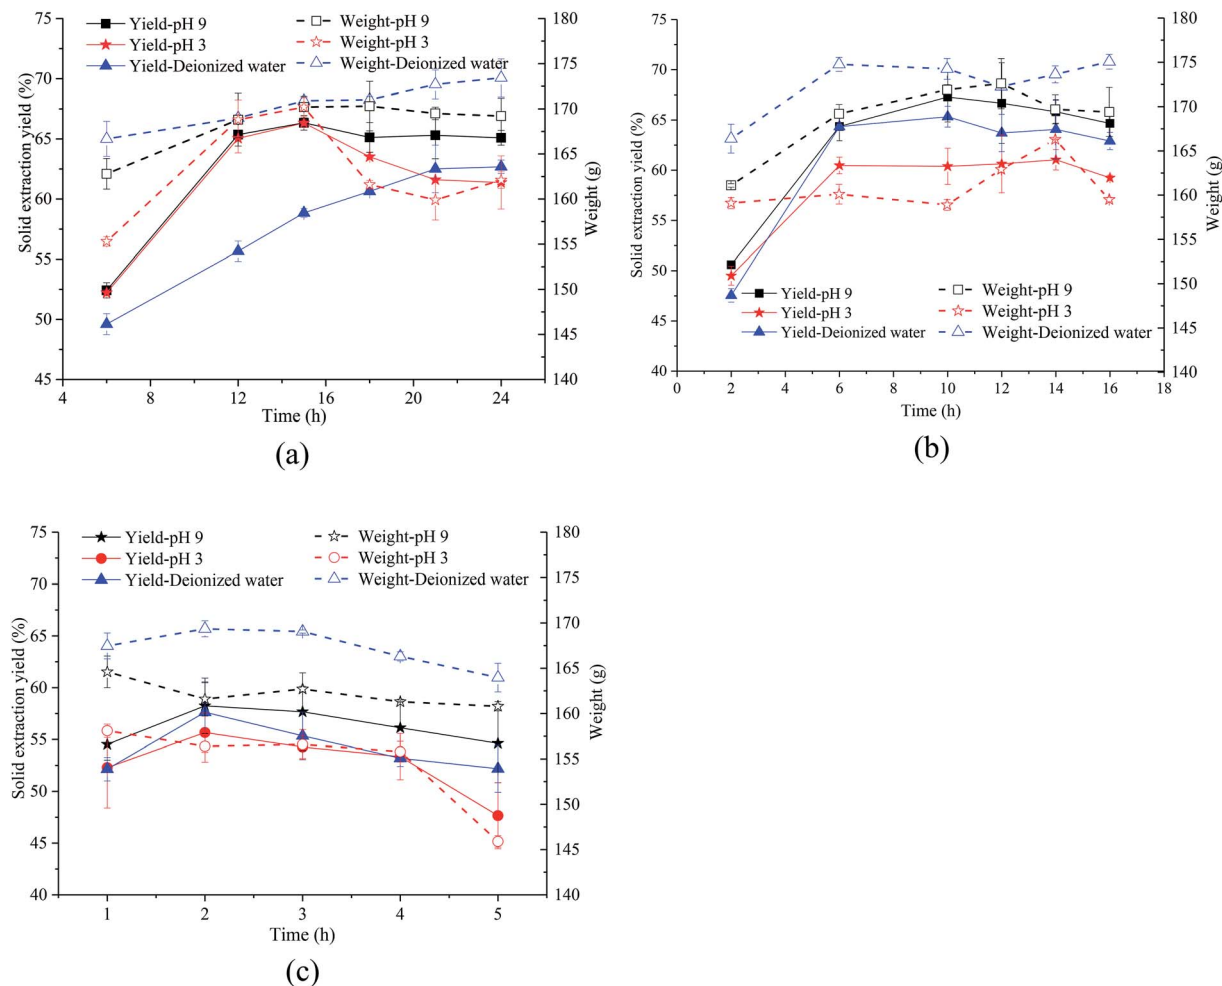 75
70
65
60
55
50
45
Solid extraction yield (%)
Yield-pH 9
Yield-pH 3
Yield-Deionized water
Weight-pH 9
Weight-pH 3
Weight-Deionized water
180
175
170
165
160
155
150
145
140
Weight (g)
4 8 12 16 20 24
Time (h)
(a)
75
70
65
60
55
50
45
40
Solid extraction yield (%)
Yield-pH 9
Yield-pH 3
Yield-Deionized water
Weight-pH 9
Weight-pH 3
Weight-Deionized water
180
175
170
165
160
155
150
145
140
Weight (g)
0 2 4 6 8 10 12 14 16 18
Time (h)
(b)
75
70
65
60
55
50
45
40
Solid extraction yield (%)
Yield-pH 9
Yield-pH 3
Yield-Deionized water
Weight-pH 9
Weight-pH 3
Weight-Deionized water
180
175
170
165
160
155
150
145
140
Weight (g)
1 2 3 4 5
Time (h)
(c)